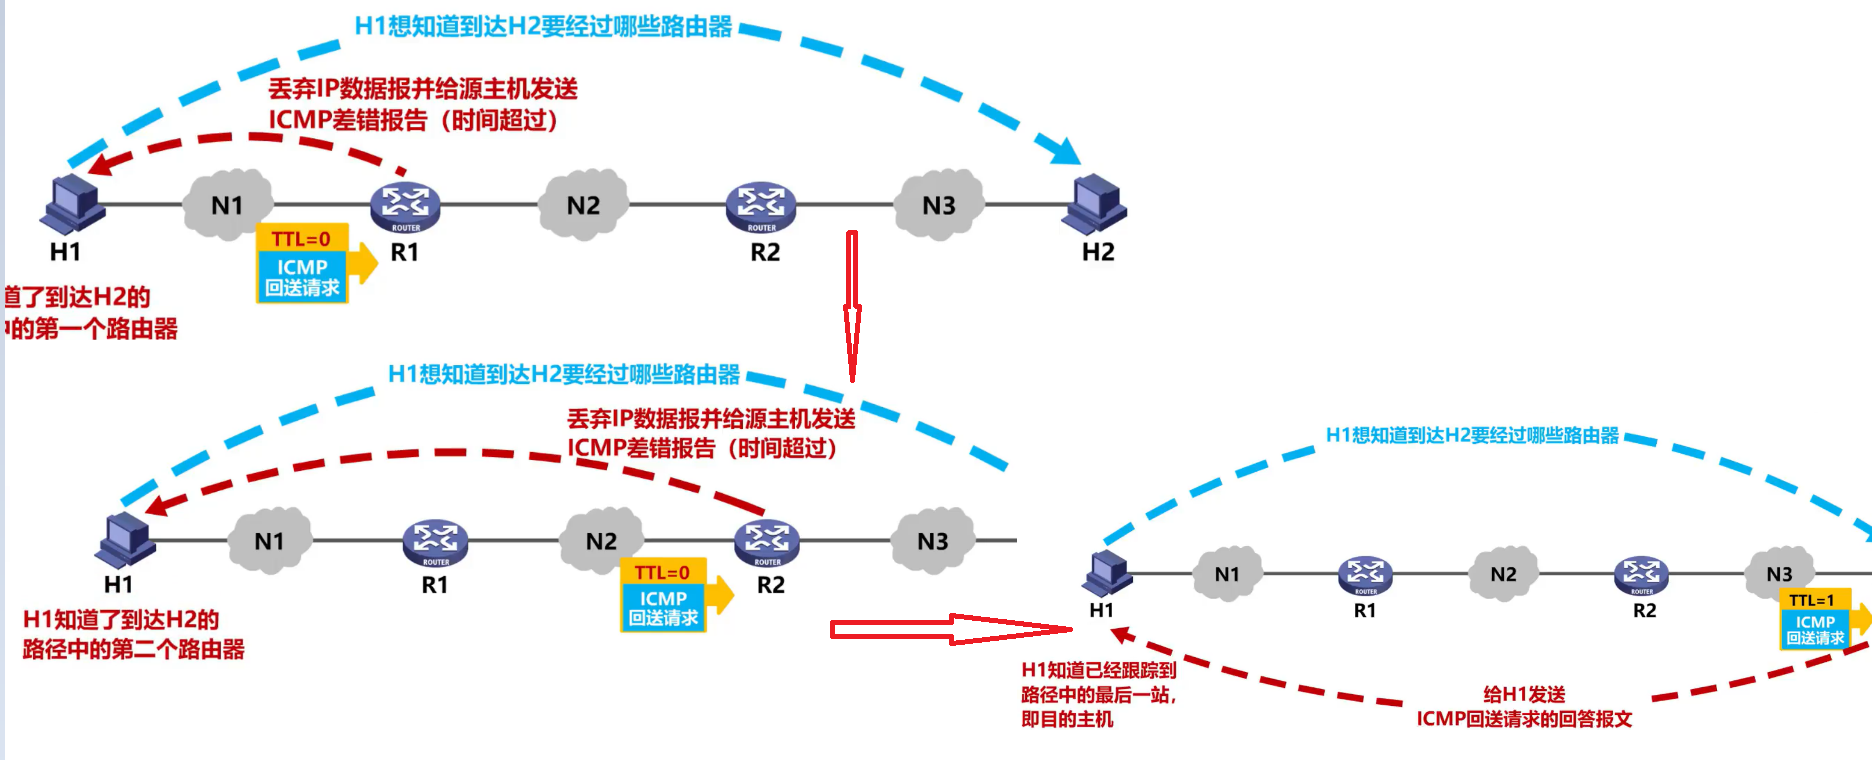 H1想知道到达H2要经过哪些路由器
丢弃IP数据报并给源主机发送
ICMP差错报告（时间超过）
N1
N2
N3
ROUTER
ROUTER
H1
R1
R2
H2
TTL=0
ICMP
回送请求
道了到达H2的
中的第一个路由器
H1想知道到达H2要经过哪些路由器
丢弃IP数据报并给源主机发送
ICMP差错报告（时间超过）
N1
N2
N3
ROUTER
ROUTER
H1
R1
R2
TTL=0
ICMP
回送请求
H1知道了到达H2的
路径中的第二个路由器
H1想知道到达H2要经过哪些路由器
N1
N2
N3
ROUTER
ROUTER
H1
R1
R2
TTL=1
ICMP
回送请求
H1知道已经跟踪到
路径中的最后一站，
即目的主机
给H1发送
ICMP回送请求的回答报文